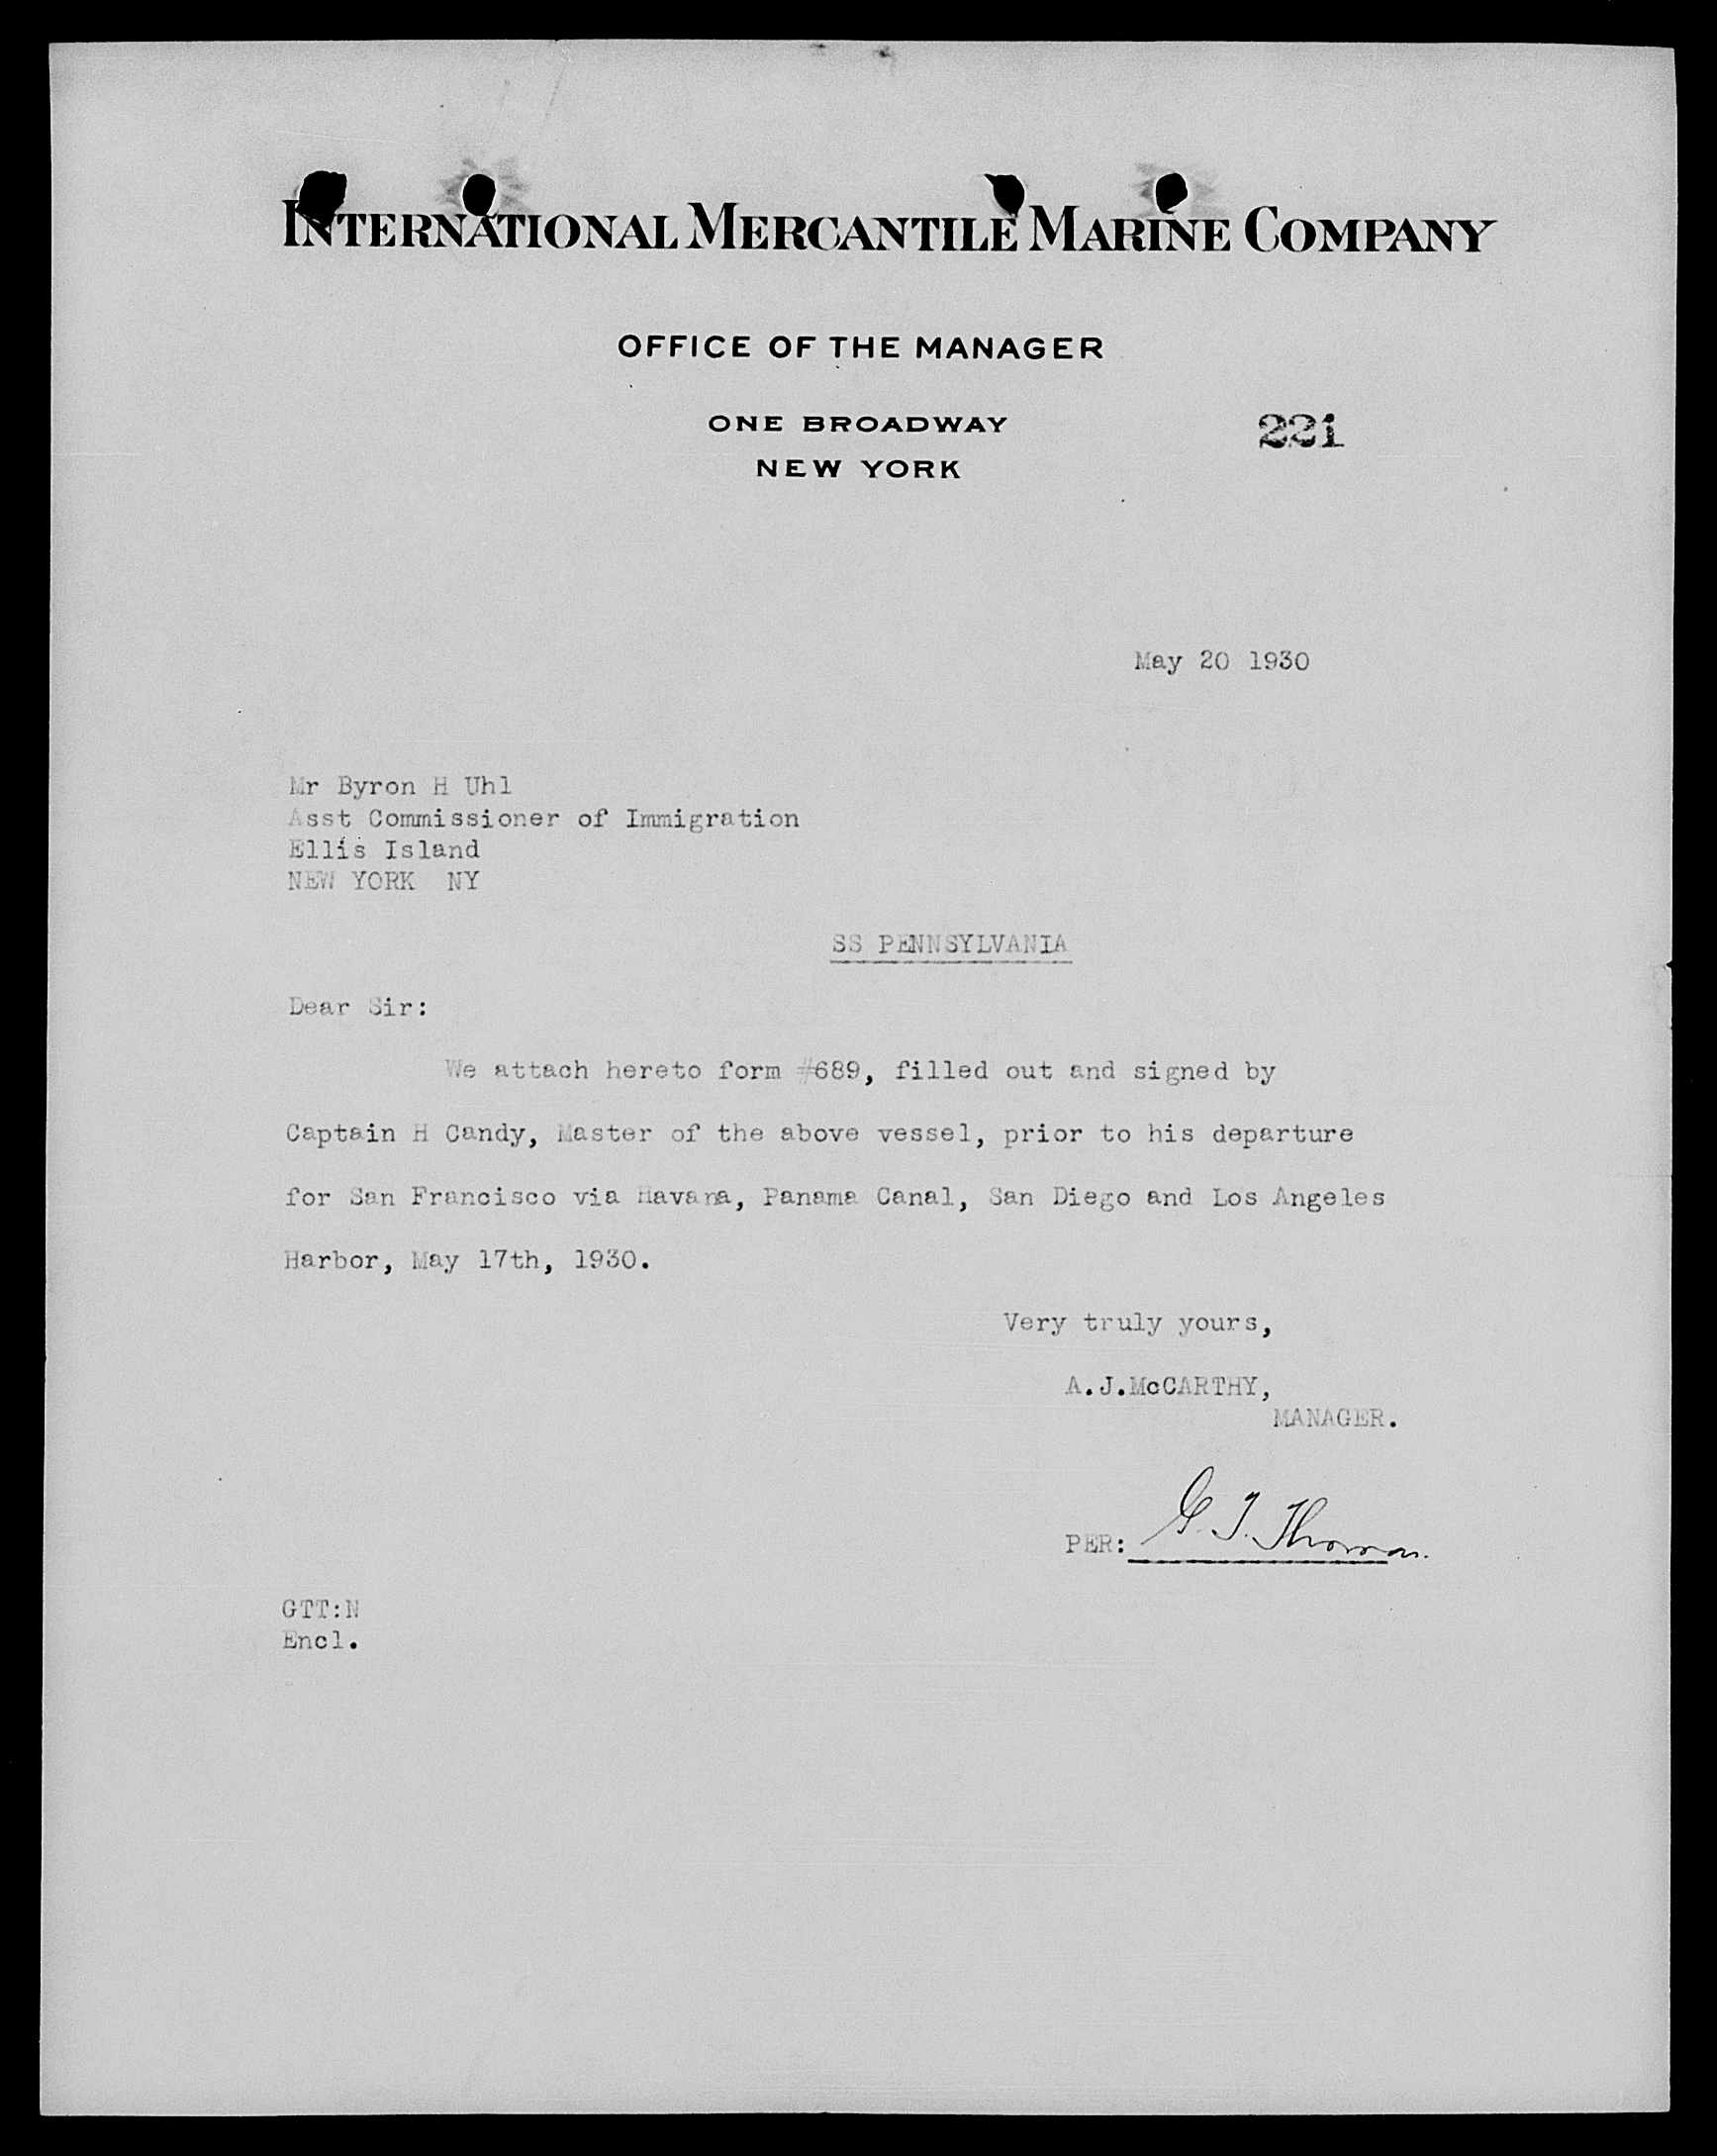 INTERNATIONAL MERCANTILE MARINE COMPANY
OFFICE OF THE MANAGER
ONE BROADWAY
NEW YORK
221
May 20 1930
Mr Byron H Uhl
Asst Commissioner of Immigration
Ellis Island
NEW YORK NY
SS PENNSYLVANIA
Dear Sir:
We attach hereto form #689, filled out and signed by
Captain H Candy, Master of the above vessel, prior to his departure
for San Francisco via Havana, Panama Canal, San Diego and Los Angeles
Harbor, May 17th, 1930.
Very truly yours,
A.J.McCARTHY,
MANAGER.
PER: G. T. Thomas.
GTT:N
Encl.